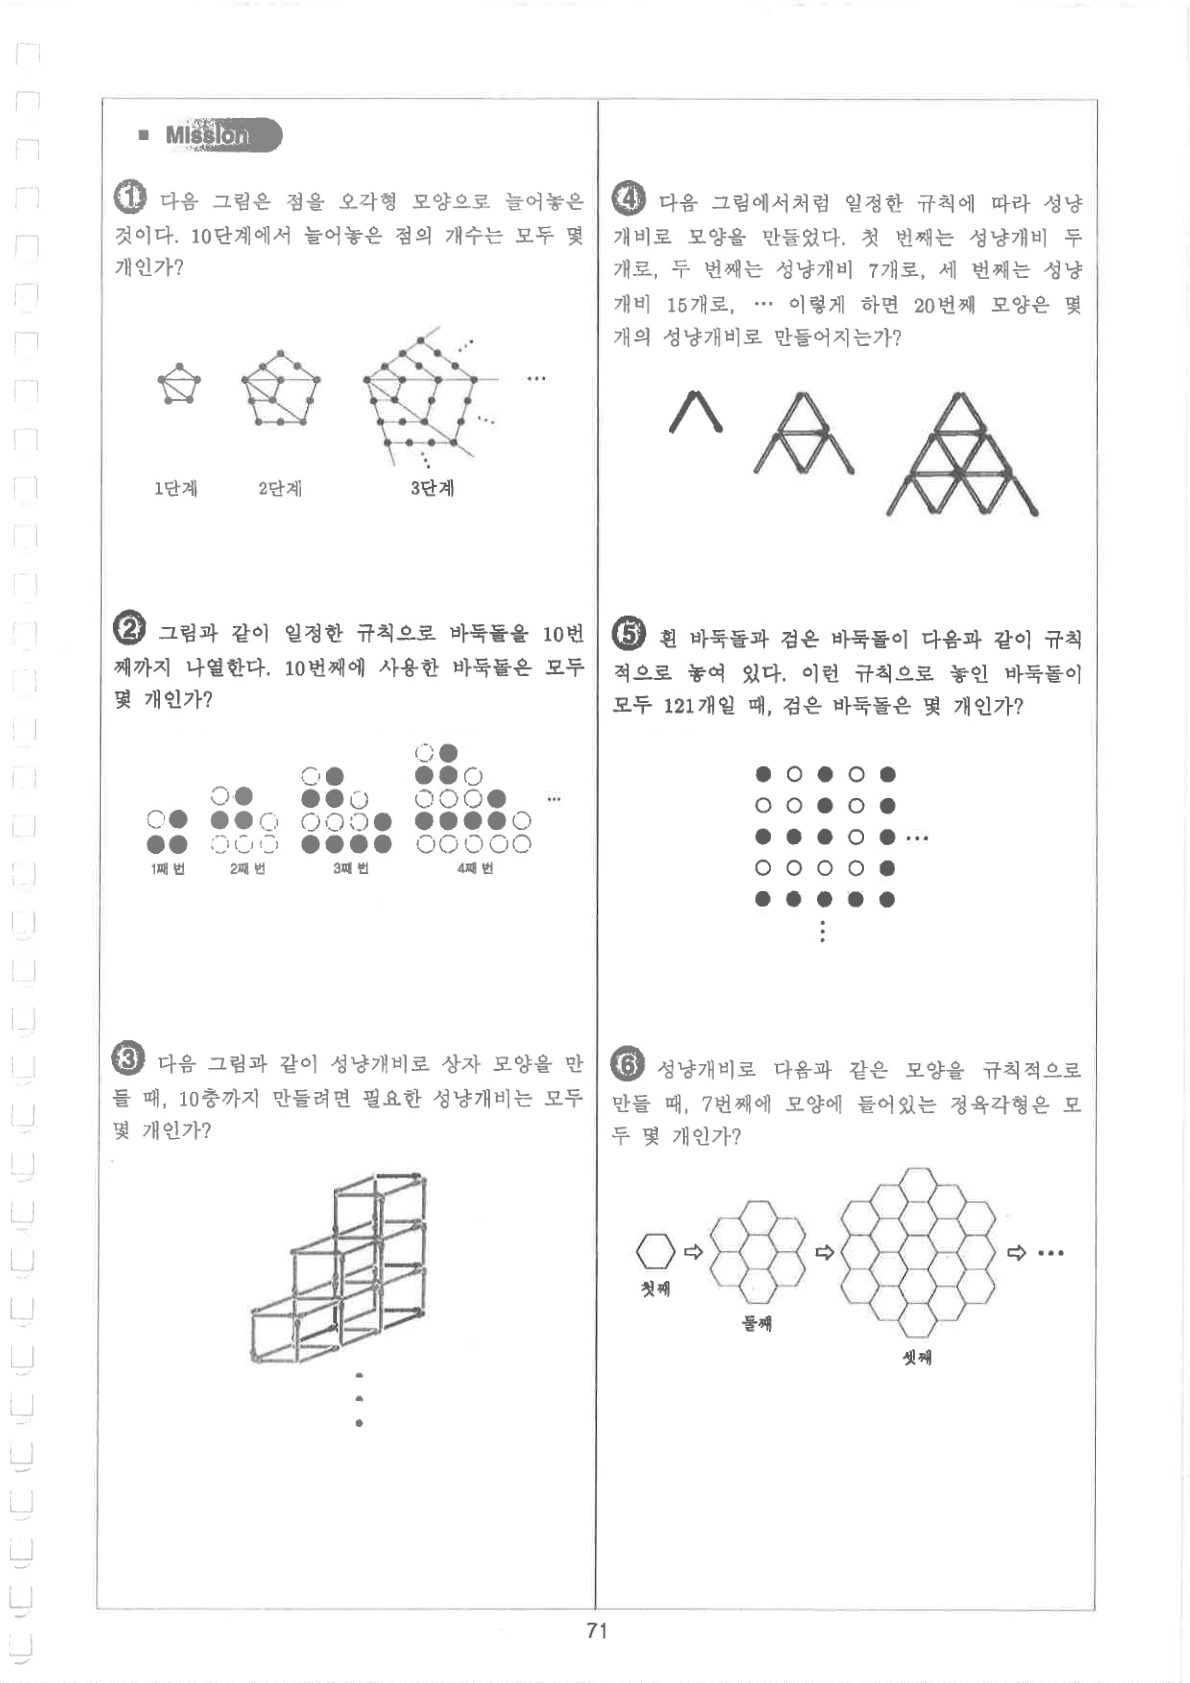 Mission
1 다음 그림은 점을 오각형 모양으로 늘어놓은
것이다. 10단계에서 늘어놓은 점의 개수는 모두 몇
개인가?
...
1단계 2단계 3단계
2 그림과 같이 일정한 규칙으로 바둑돌을 10번
째까지 나열한다. 10번째에 사용한 바둑돌은 모두
몇 개인가?
...
1째 번 2째 번 3째 번 4째 번
3 다음 그림과 같이 성냥개비로 상자 모양을 만
들 때, 10층까지 만들려면 필요한 성냥개비는 모두
몇 개인가?
4 다음 그림에서처럼 일정한 규칙에 따라 성냥
개비로 모양을 만들었다. 첫 번째는 성냥개비 두
개로, 두 번째는 성냥개비 7개로, 세 번째는 성냥
개비 15개로, … 이렇게 하면 20번째 모양은 몇
개의 성냥개비로 만들어지는가?
5 흰 바둑돌과 검은 바둑돌이 다음과 같이 규칙
적으로 놓여 있다. 이런 규칙으로 놓인 바둑돌이
모두 121개일 때, 검은 바둑돌은 몇 개인가?
6 성냥개비로 다음과 같은 모양을 규칙적으로
만들 때, 7번째에 모양에 들어있는 정육각형은 모
두 몇 개인가?
첫째
둘째
셋째
71